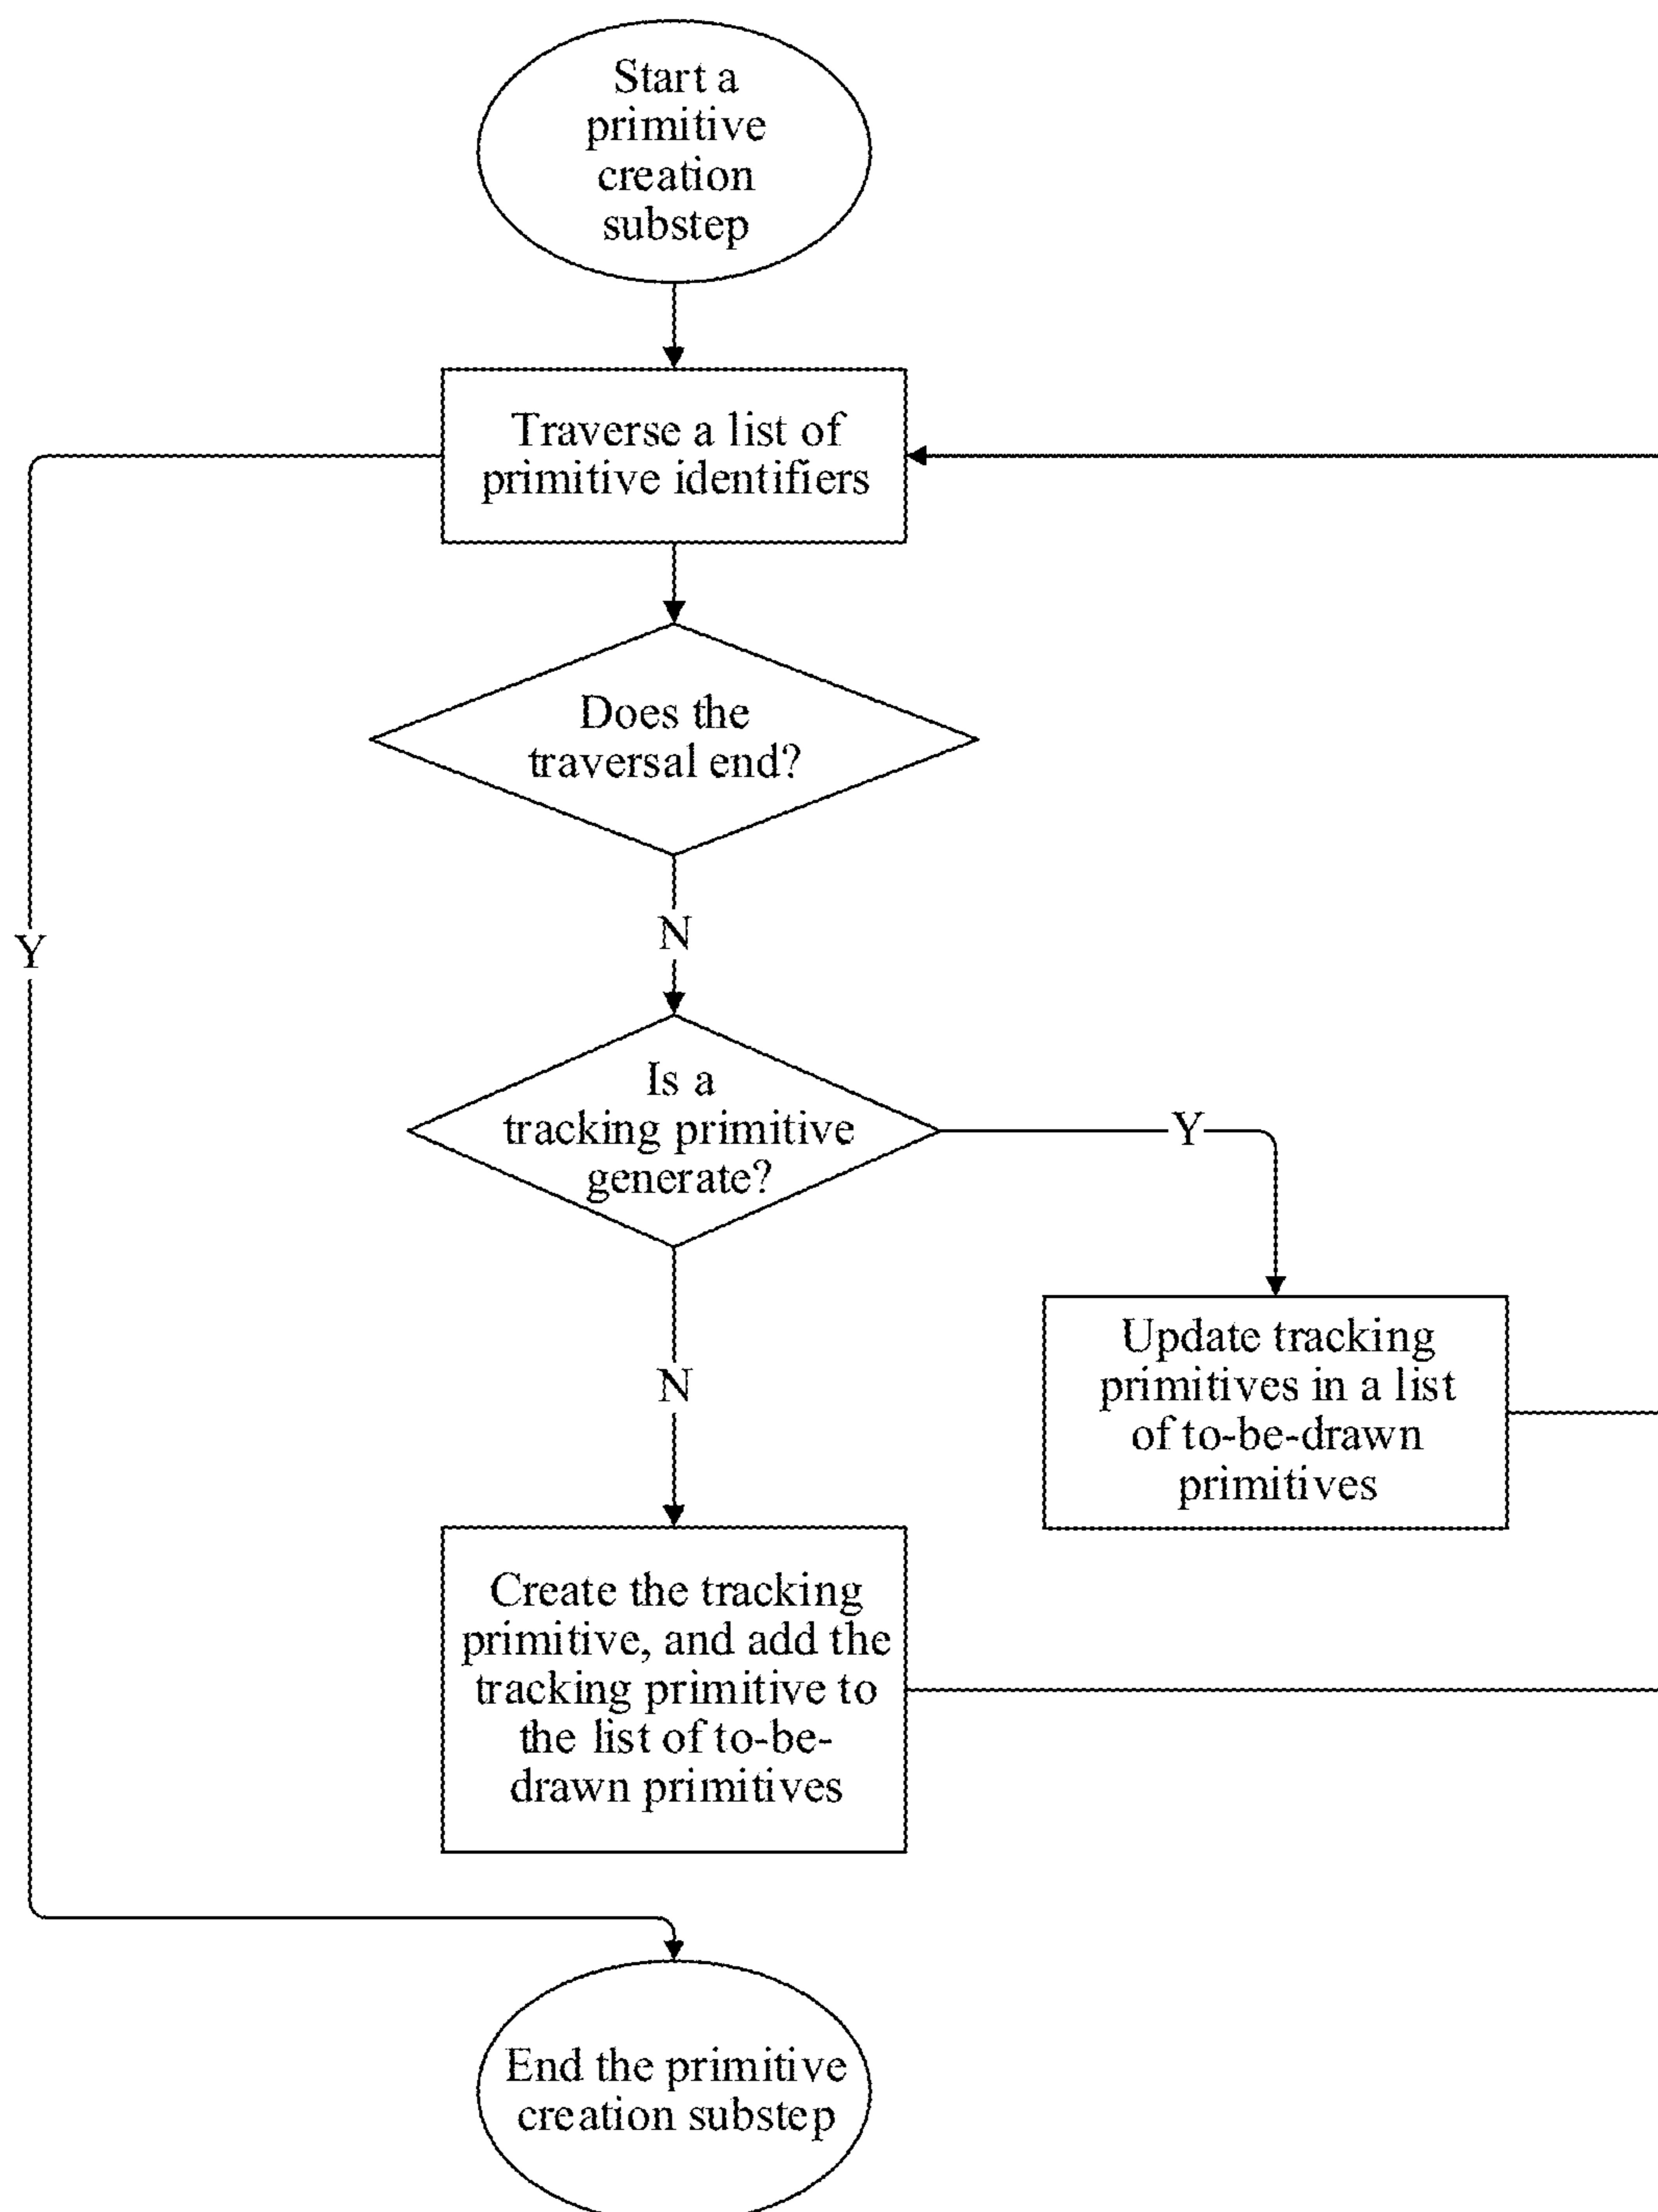 Start a
primitive
creation
substep
Traverse a list of
primitive identifiers
Does the
traversal end?
Y
N
Is a
tracking primitive
generate?
Y
Update tracking
primitives in a list
of to-be-drawn
primitives
N
Create the tracking
primitive, and add the
tracking primitive to
the list of to-be-
drawn primitives
End the primitive
creation substep